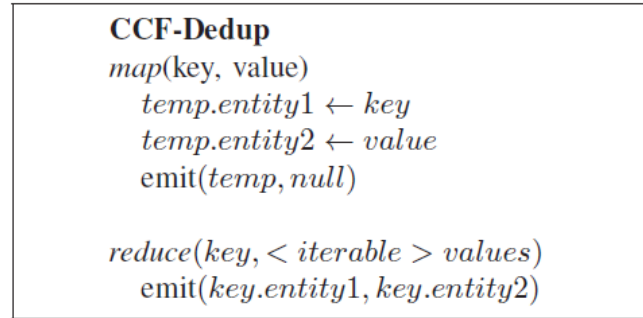 CCF-Dedup
map(key, value)
temp.entity1 ← key
temp.entity2 ← value
emit(temp, null)
reduce(key, < iterable > values)
emit(key.entity1, key.entity2)